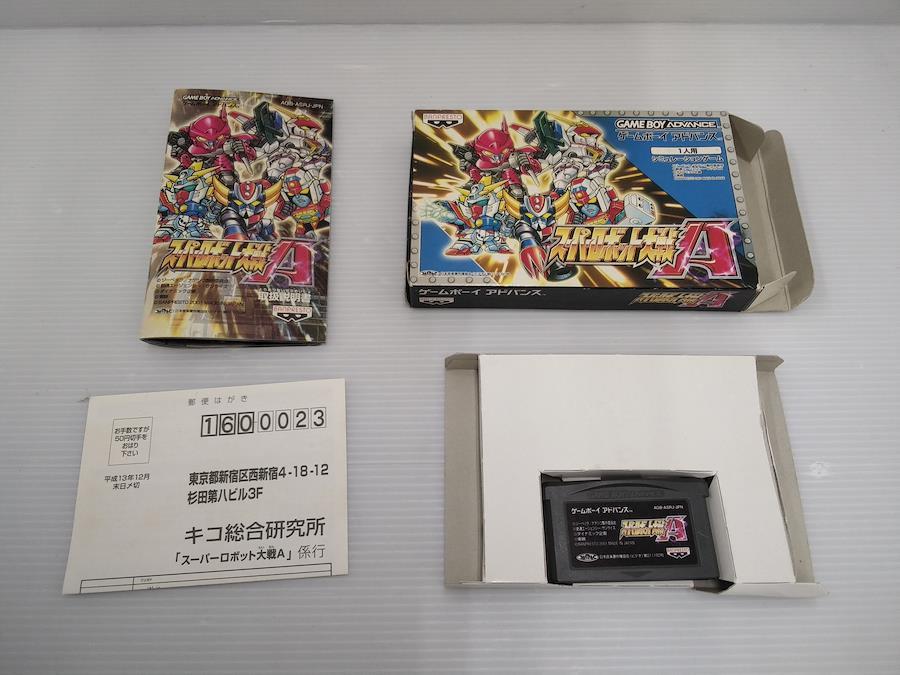 GAME BOY ADVANCE
AGB-ASRJ-JPN
スーパーロボット大戦A
取扱説明書
BANPRESTO
BANPRESTO
GAME BOY ADVANCE
ゲームボーイ アドバンス
1人用
シミュレーションゲーム
スーパーロボット大戦A
ゲームボーイ アドバンス
BANPRESTO
スーパーロボット大戦A
郵便はがき
お手数ですが
50円切手を
おはり
下さい
1600023
平成13年12月
末日〆切
東京都新宿区西新宿4-18-12
杉田第八ビル3F
キコ総合研究所
「スーパーロボット大戦A」係行
GAME BOY ADVANCE
ゲームボーイ アドバンス
AGB-ASRJ-JPN
スーパーロボット大戦A
BANPRESTO